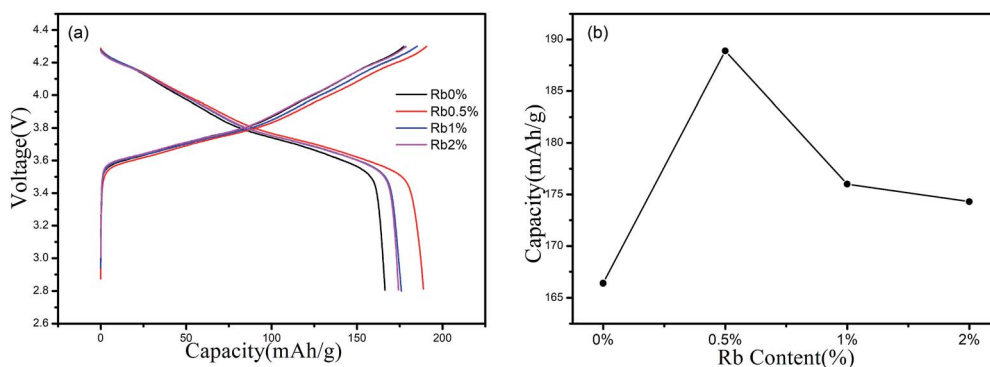 (a)
Voltage(V)
4.4
4.2
4.0
3.8
3.6
3.4
3.2
3.0
2.8
2.6
0
50
100
150
200
Capacity(mAh/g)
Rb0%
Rb0.5%
Rb1%
Rb2%
(b)
Capacity(mAh/g)
190
185
180
175
170
165
0%
0.5%
1%
2%
Rb Content(%)